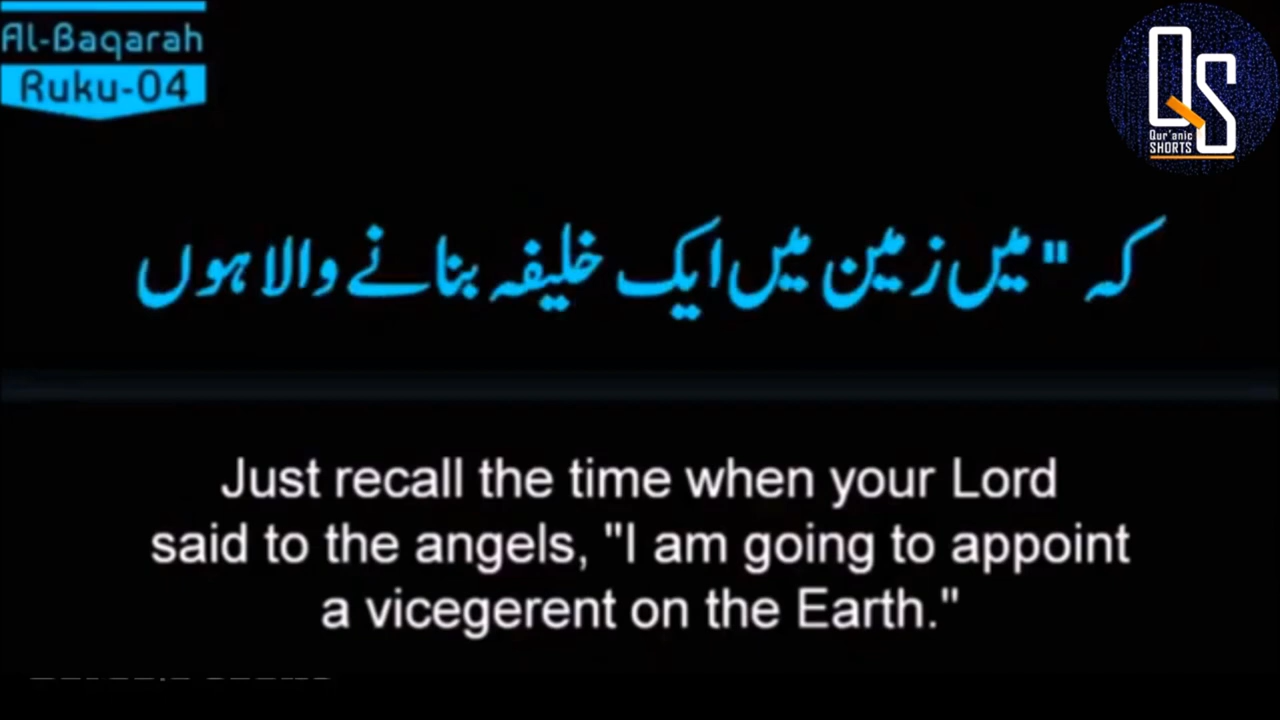 Al-Baqarah
Ruku-04
QS
Qur'anic
SHORTS
کہ " میں زمین میں ایک خلیفہ بنانے والا ہوں
Just recall the time when your Lord
said to the angels, "I am going to appoint
a vicegerent on the Earth."